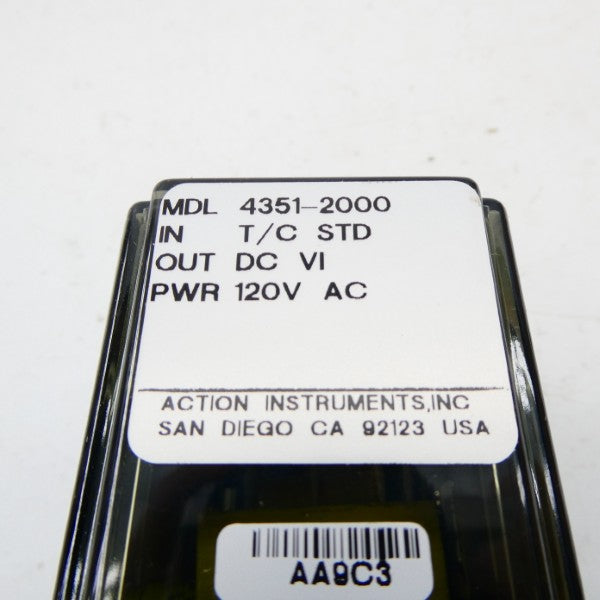 MDL 4351-2000
IN T/C STD
OUT DC VI
PWR 120V AC
ACTION INSTRUMENTS,INC
SAN DIEGO CA 92123 USA
AA9C3